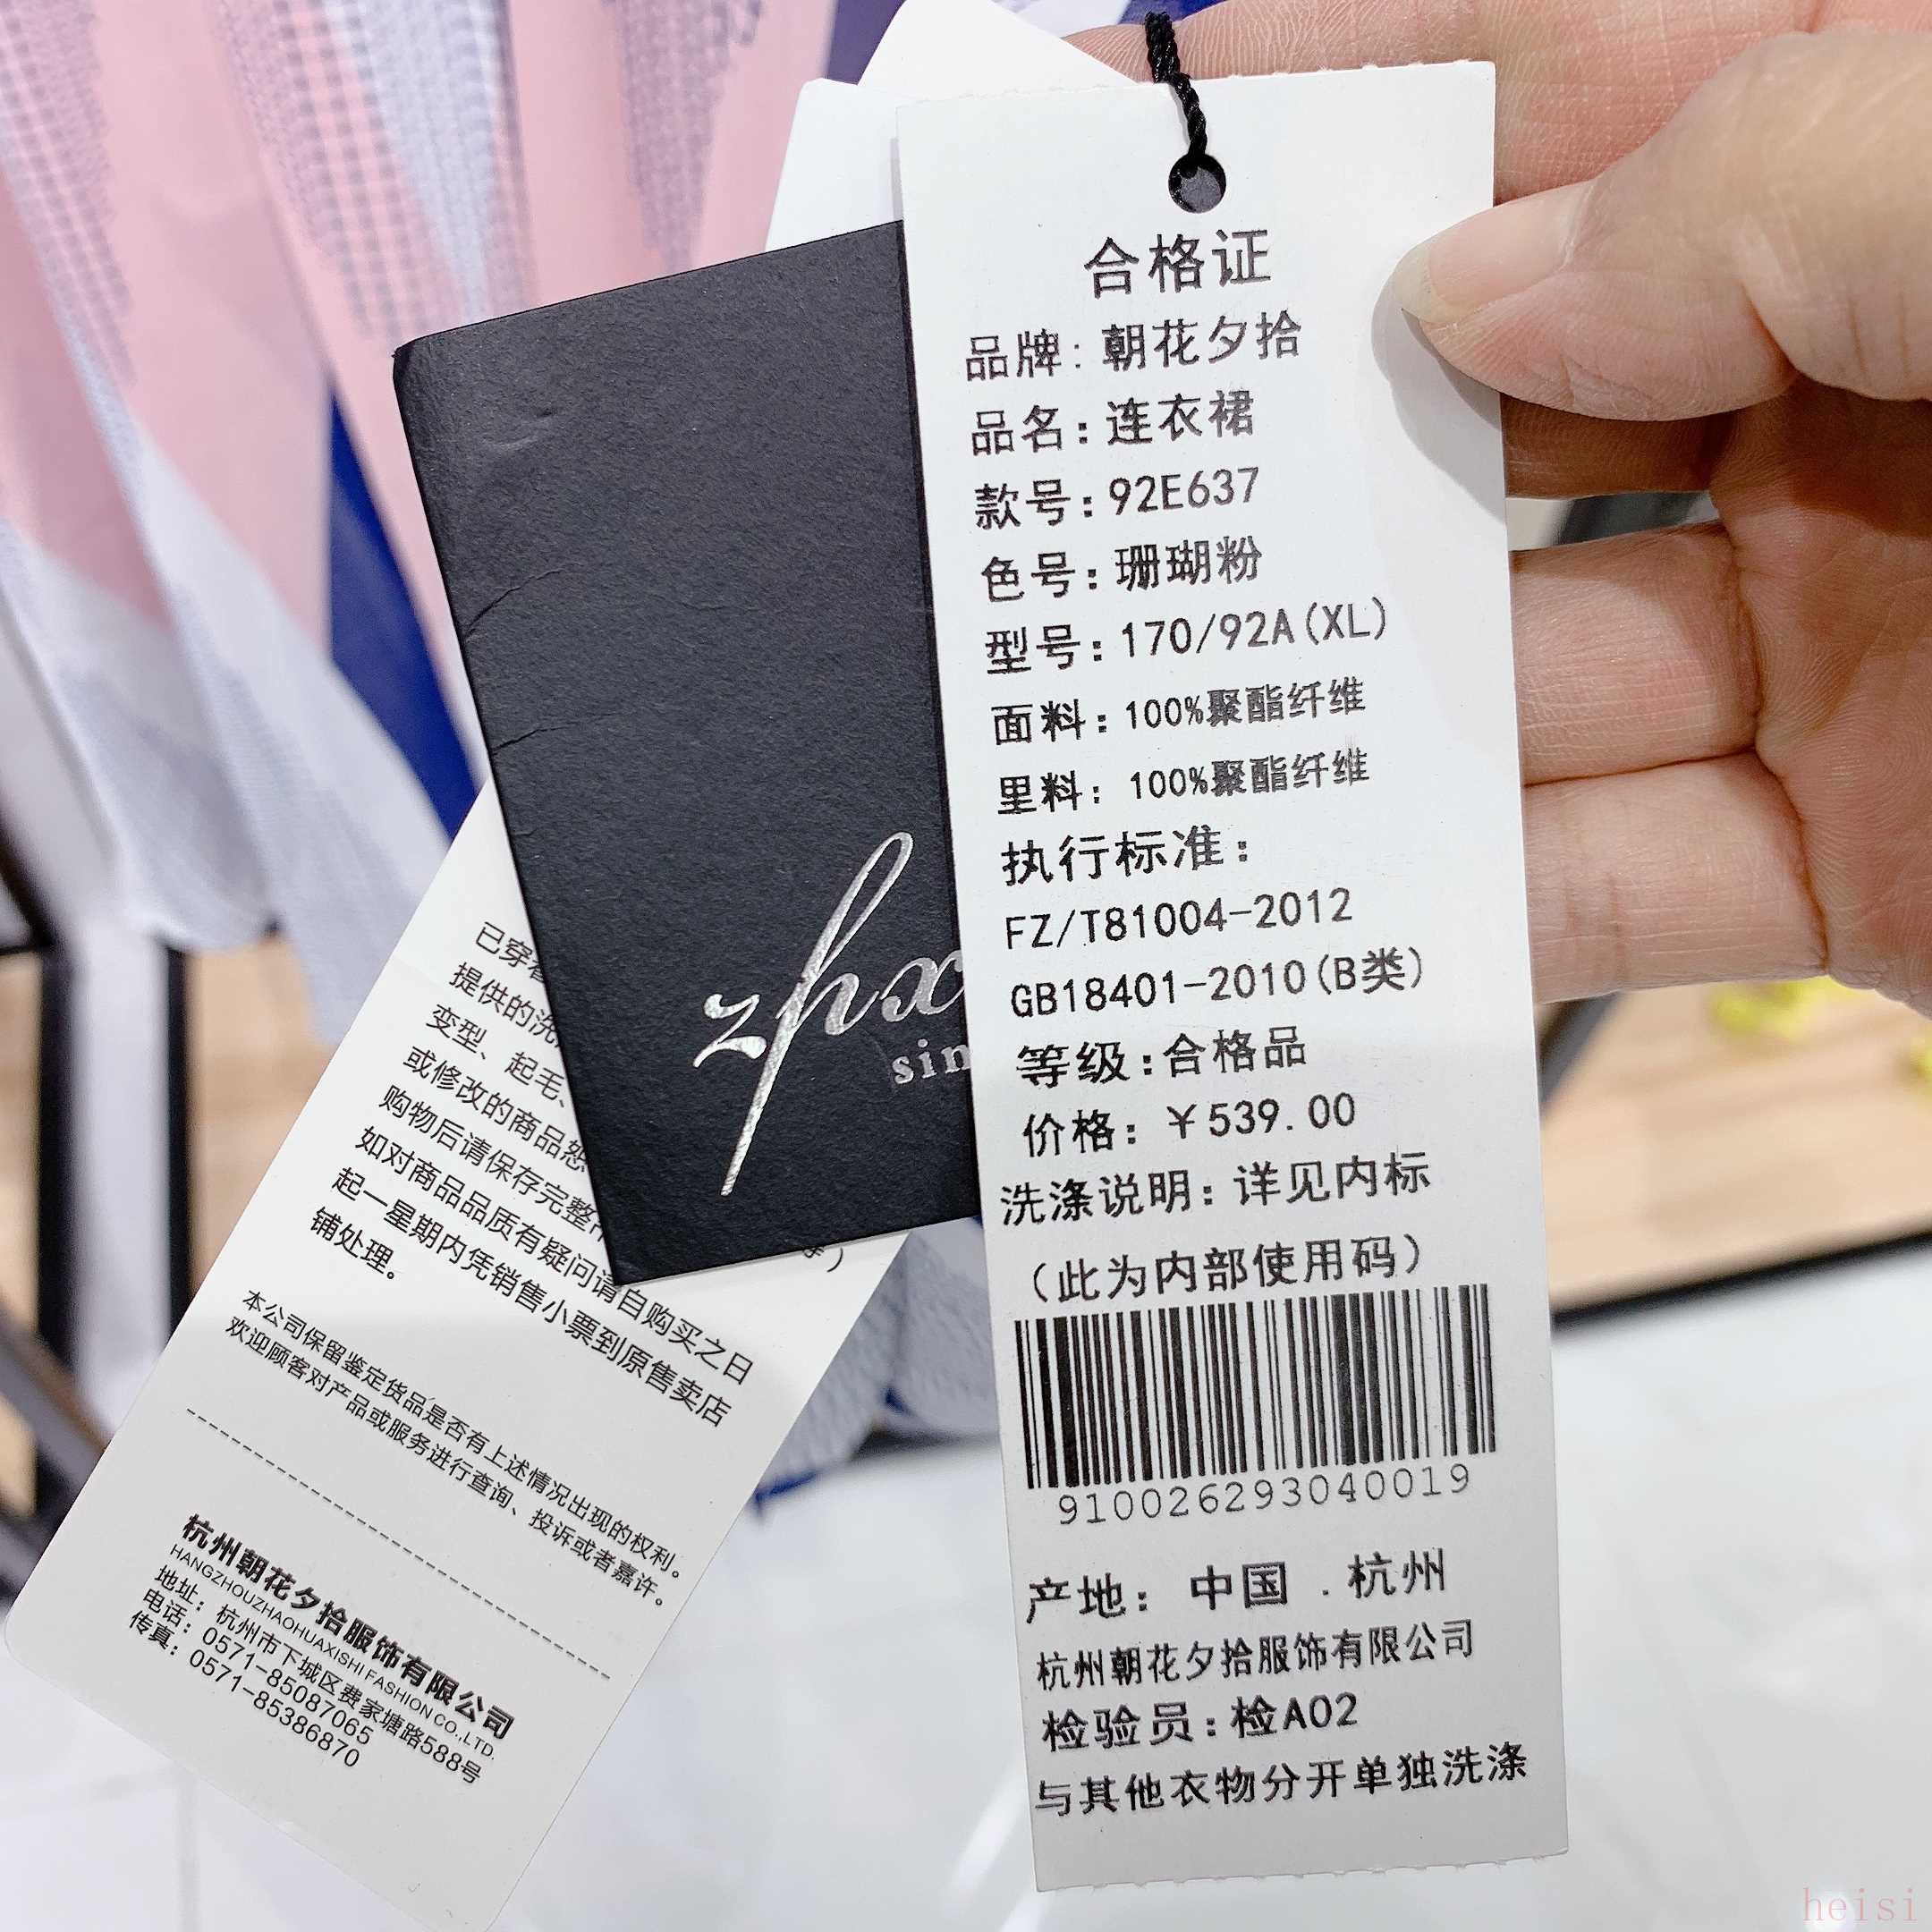 合格证
品牌:朝花夕拾
品名:连衣裙
款号:92E637
色号:珊瑚粉
型号:170/92A(XL)
面料:100%聚酯纤维
里料:100%聚酯纤维
执行标准:
FZ/T81004-2012
GB18401-2010(B类)
等级:合格品
价格:￥539.00
洗涤说明:详见内标
(此为内部使用码)
910026293040019
产地: 中国 .杭州
杭州朝花夕拾服饰有限公司
检验员:检A02
与其他衣物分开单独洗涤
zhx
sin
已穿着
提供的洗
变型、起毛、
或修改的商品恕
购物后请保存完整
如对商品品质有疑问请自购买之日
起一星期内凭销售小票到原售卖店
铺处理。
本公司保留鉴定货品是否有上述情况出现的权利。
欢迎顾客对产品或服务进行查询、投诉或者嘉许。
杭州朝花夕拾服饰有限公司
HANGZHOUZHAOHUAXISHI FASHION CO.,LTD.
地址: 杭州市下城区费家塘路588号
电话: 0571-85087065
传真: 0571-85386870
heisi